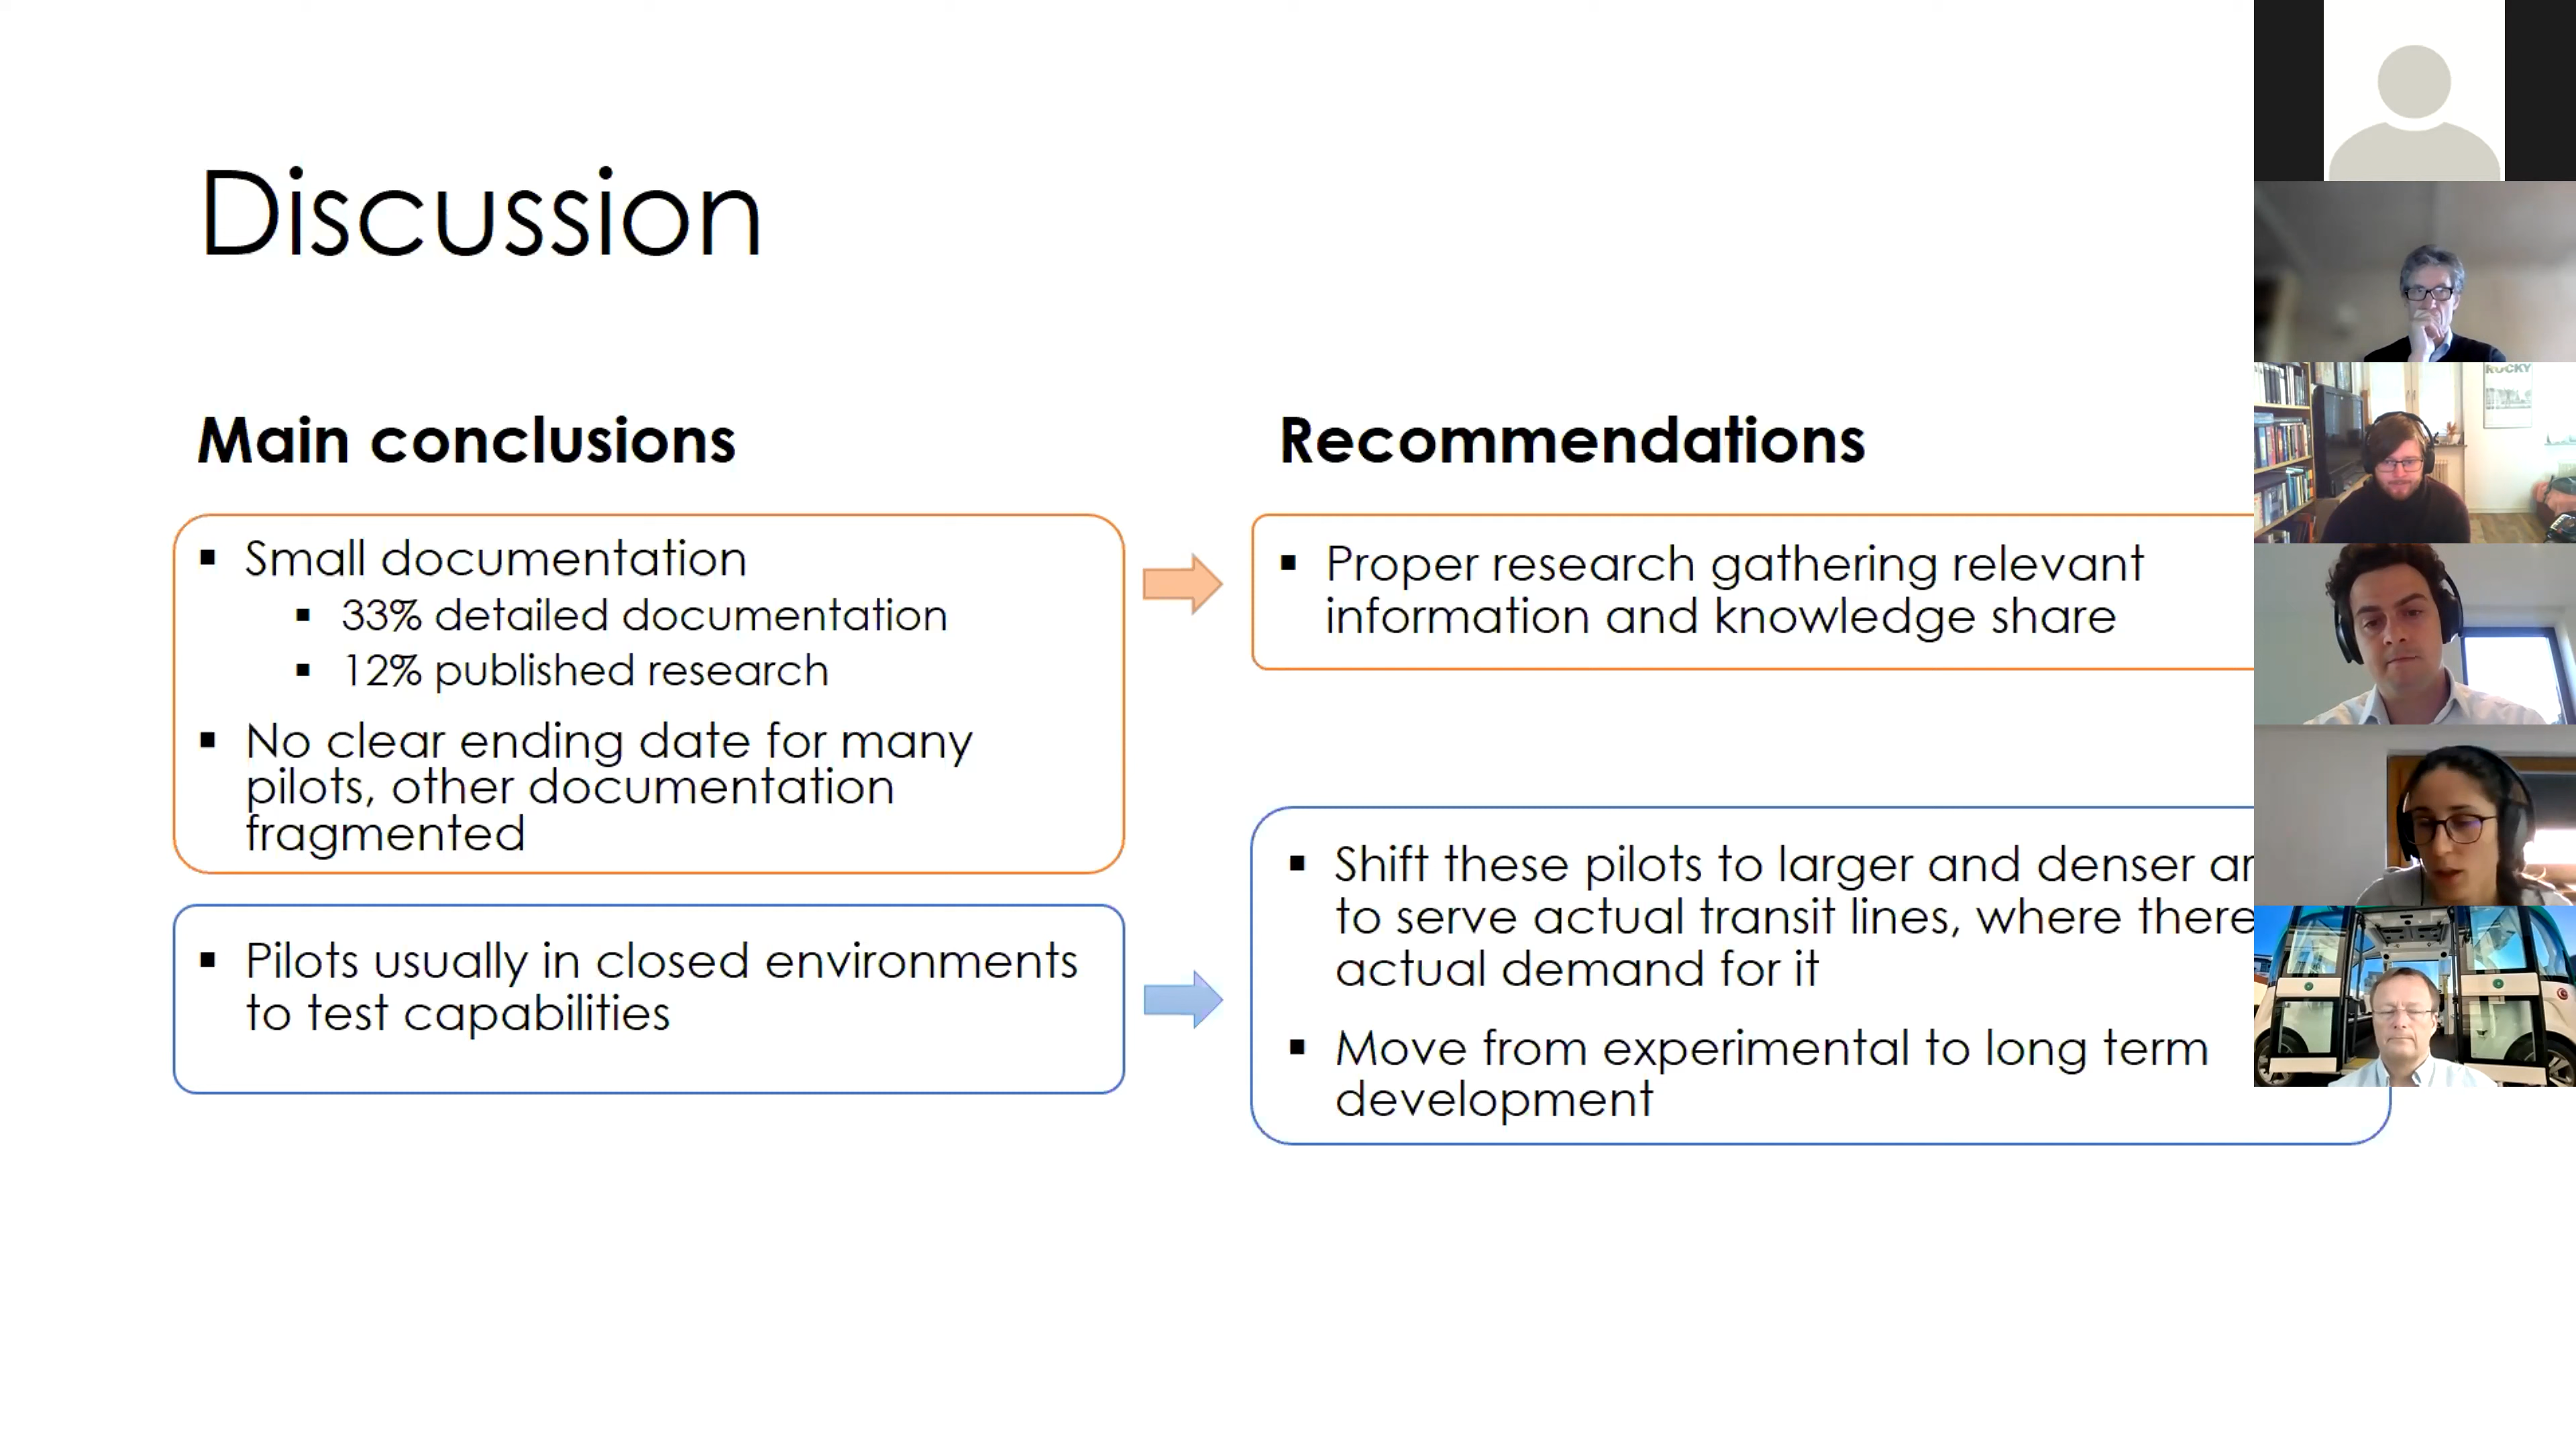 Discussion
Main conclusions
Small documentation
33% detailed documentation
12% published research
No clear ending date for many
pilots, other documentation
fragmented
Pilots usually in closed environments
to test capabilities
Recommendations
Proper research gathering relevant
information and knowledge share
Shift these pilots to larger and denser
to serve actual transit lines, where there
actual demand for it
Move from experimental to long term
development
ROCKY